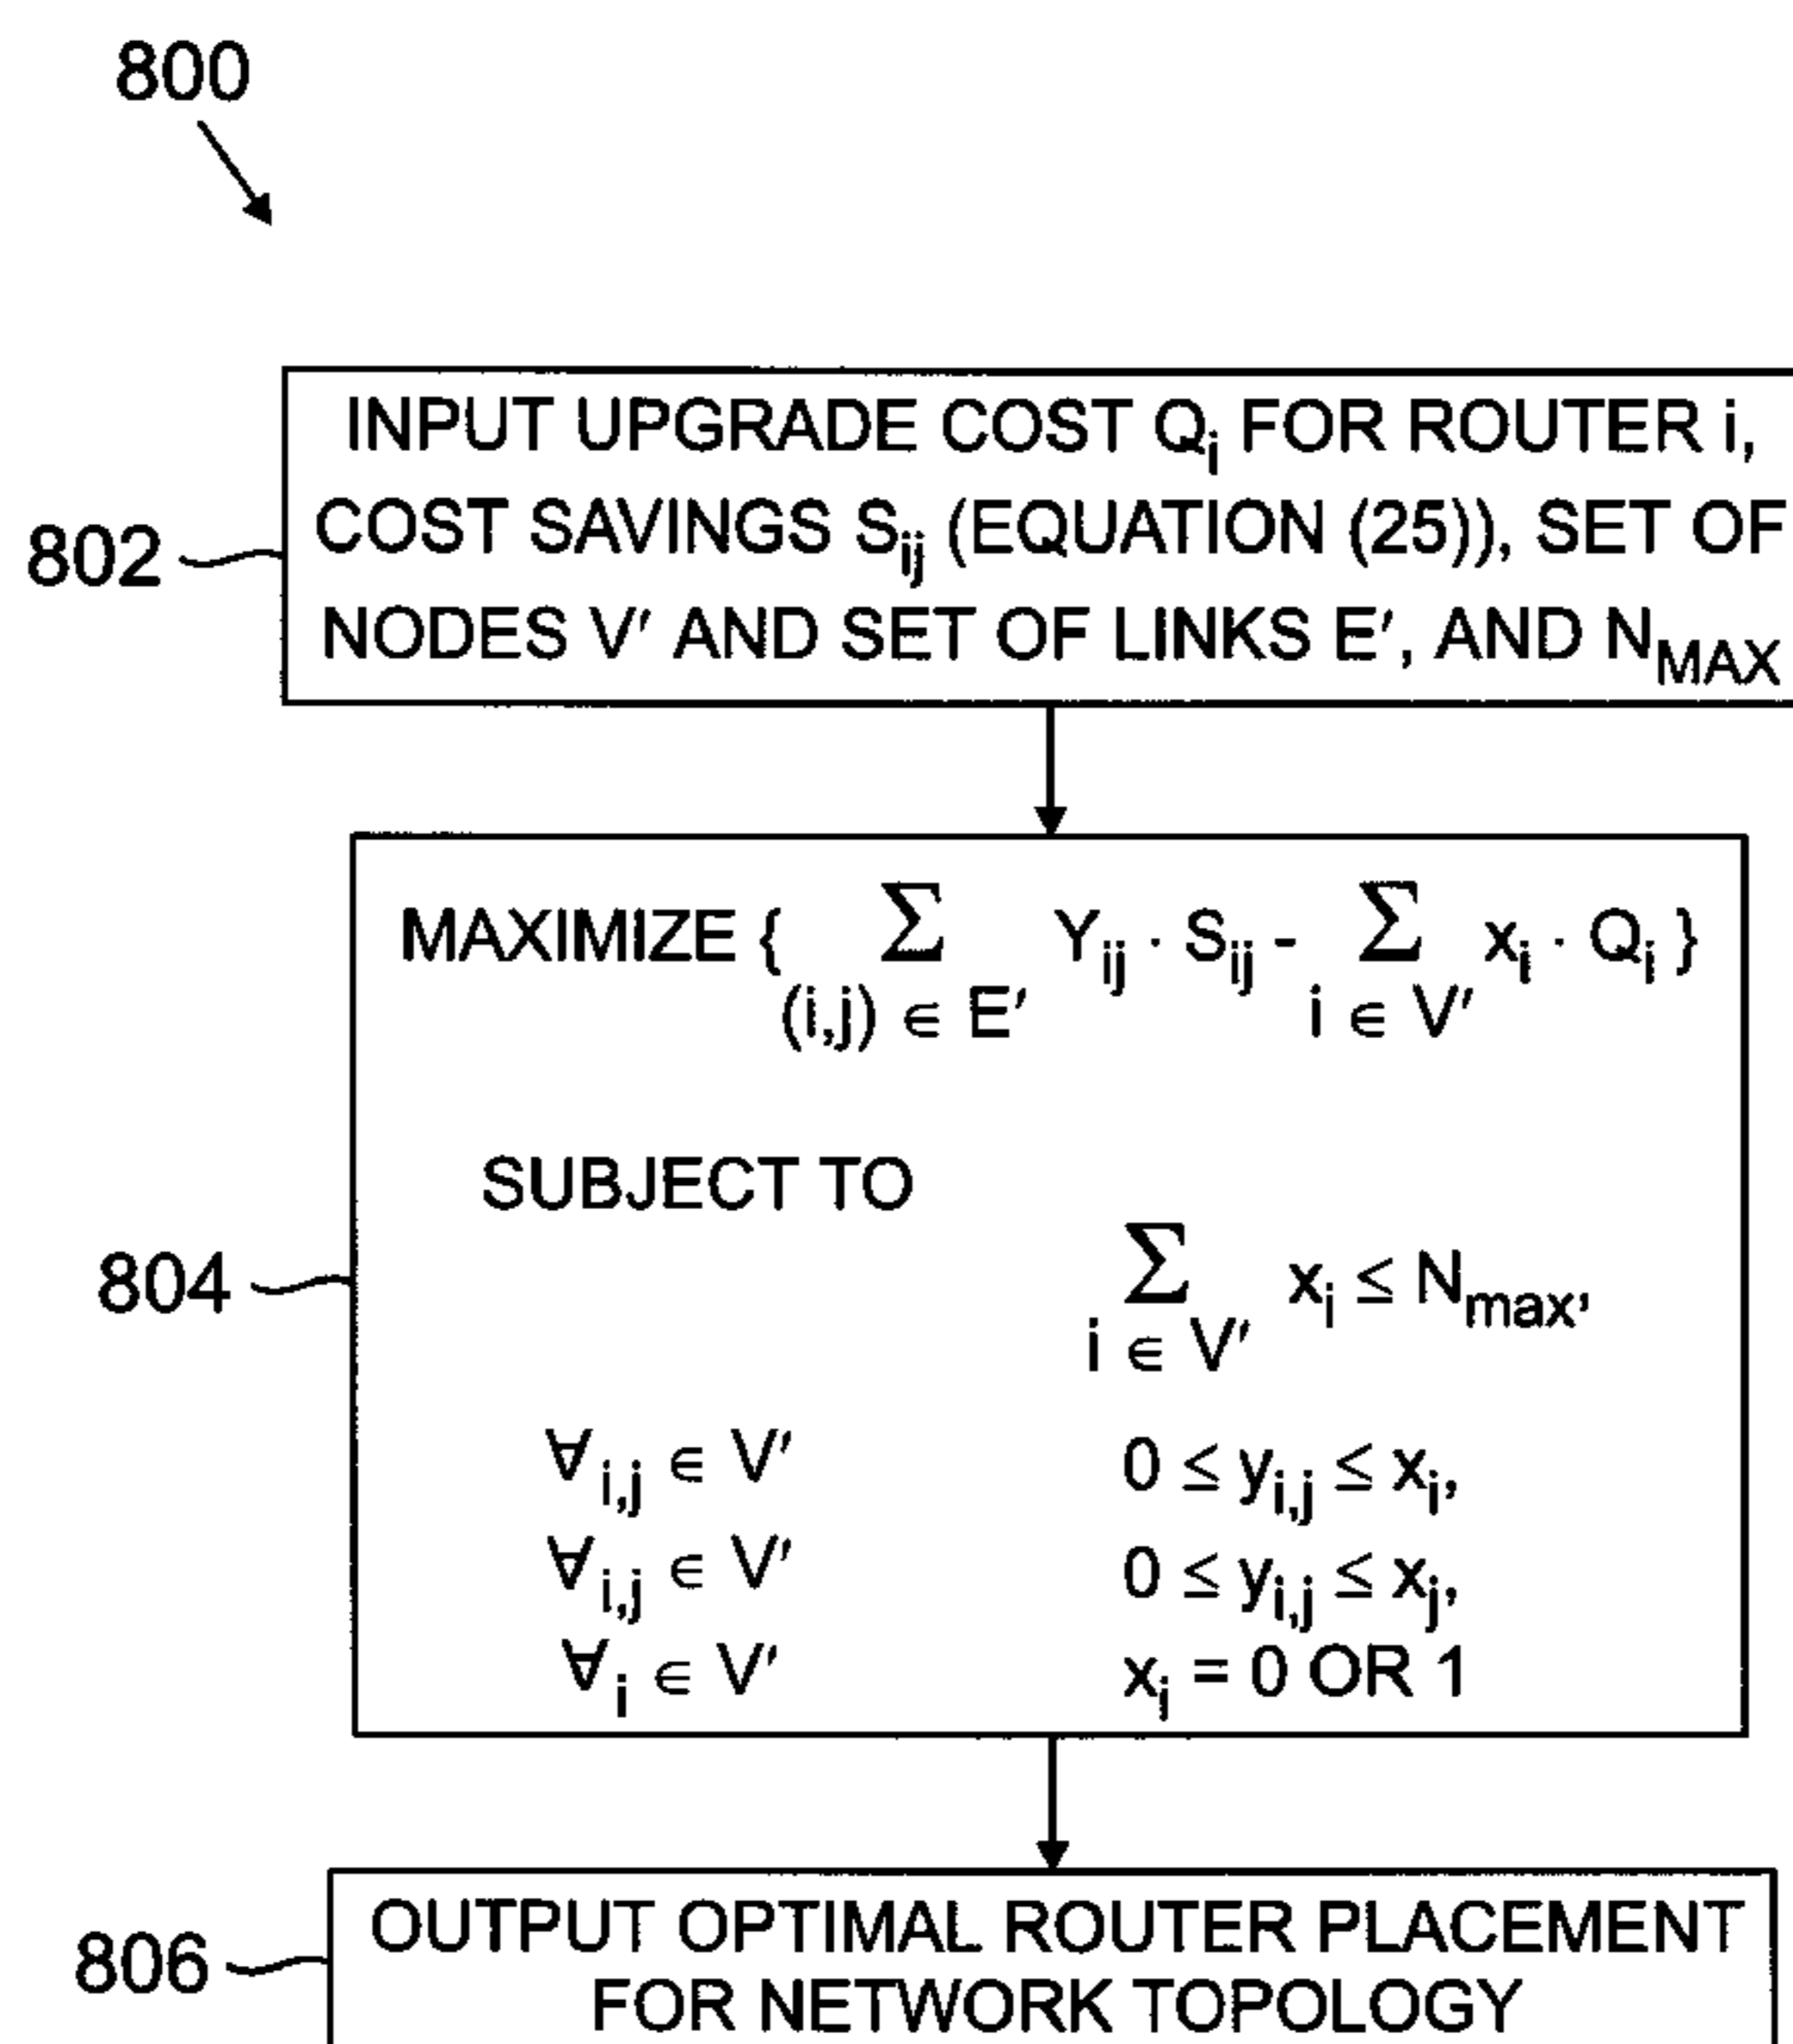 800
802
INPUT UPGRADE COST Qi FOR ROUTER i,
COST SAVINGS Sij (EQUATION (25)), SET OF
NODES V′ AND SET OF LINKS E′, AND NMAX
804
MAXIMIZE { Σ Yij · Sij - Σ xi · Qi }
(i,j) ∈ E′ i ∈ V′
SUBJECT TO
Σ xi ≤ Nmax,
i ∈ V′
∀i,j ∈ V′ 0 ≤ yi,j ≤ xi,
∀i,j ∈ V′ 0 ≤ yi,j ≤ xj,
∀i ∈ V′ xi = 0 OR 1
806
OUTPUT OPTIMAL ROUTER PLACEMENT
FOR NETWORK TOPOLOGY